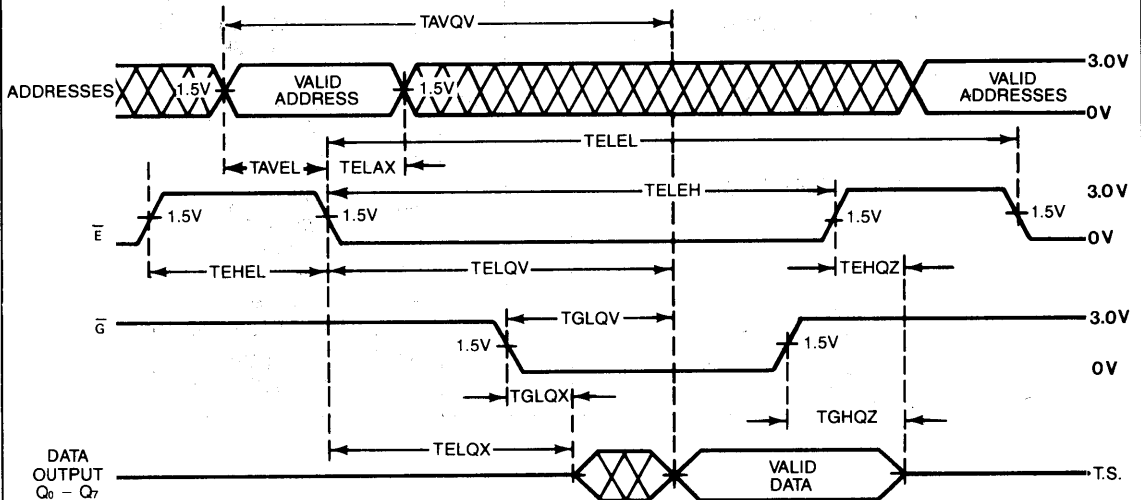 TAVQV
ADDRESSES
1.5V
VALID
ADDRESS
1.5V
VALID
ADDRESSES
3.0V
0V
TELEL
TAVEL
TELAX
TELEH
3.0V
1.5V
1.5V
1.5V
1.5V
E̅
0V
TEHEL
TELQV
TEHQZ
G̅
TGLQV
3.0V
1.5V
1.5V
0V
TGLQX
TGHQZ
TELQX
DATA
OUTPUT
Q₀ – Q₇
VALID
DATA
T.S.